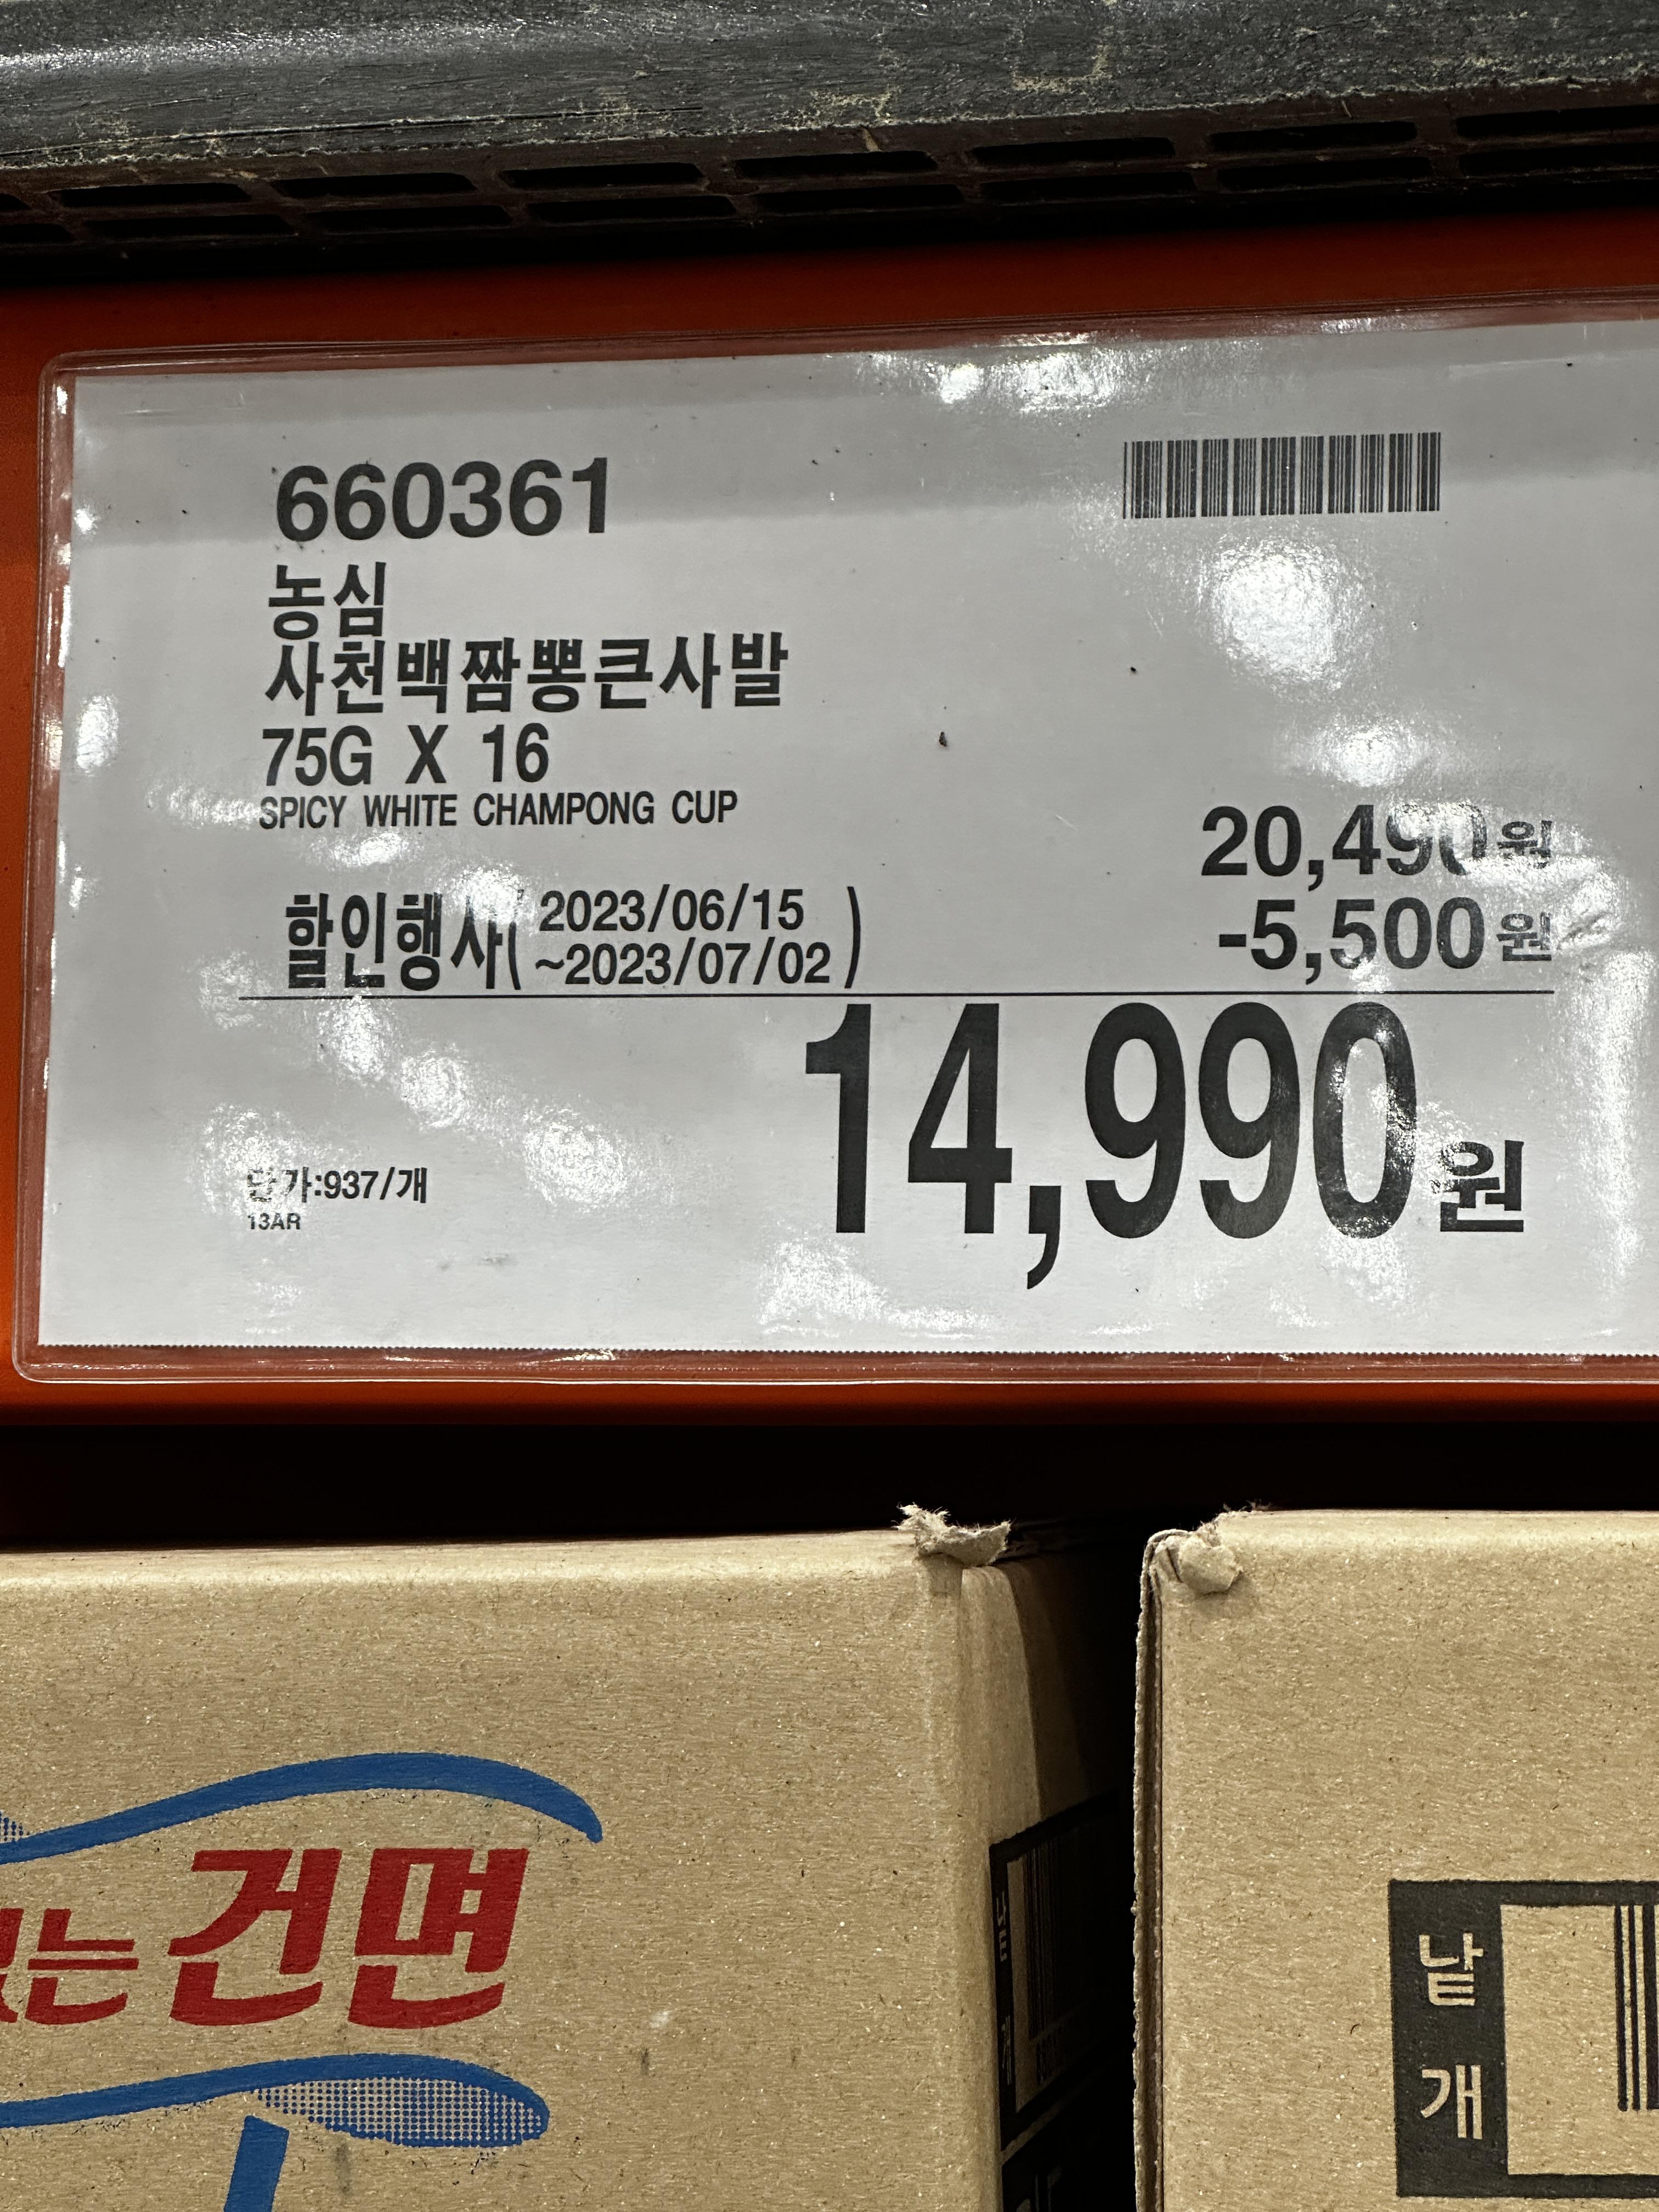 660361
농심
사천백짬뽕큰사발
75G X 16
SPICY WHITE CHAMPONG CUP
20,490원
할인행사( 2023/06/15
~2023/07/02 )
-5,500원
14,990원
단가:937/개
13AR
는건면
낱
개